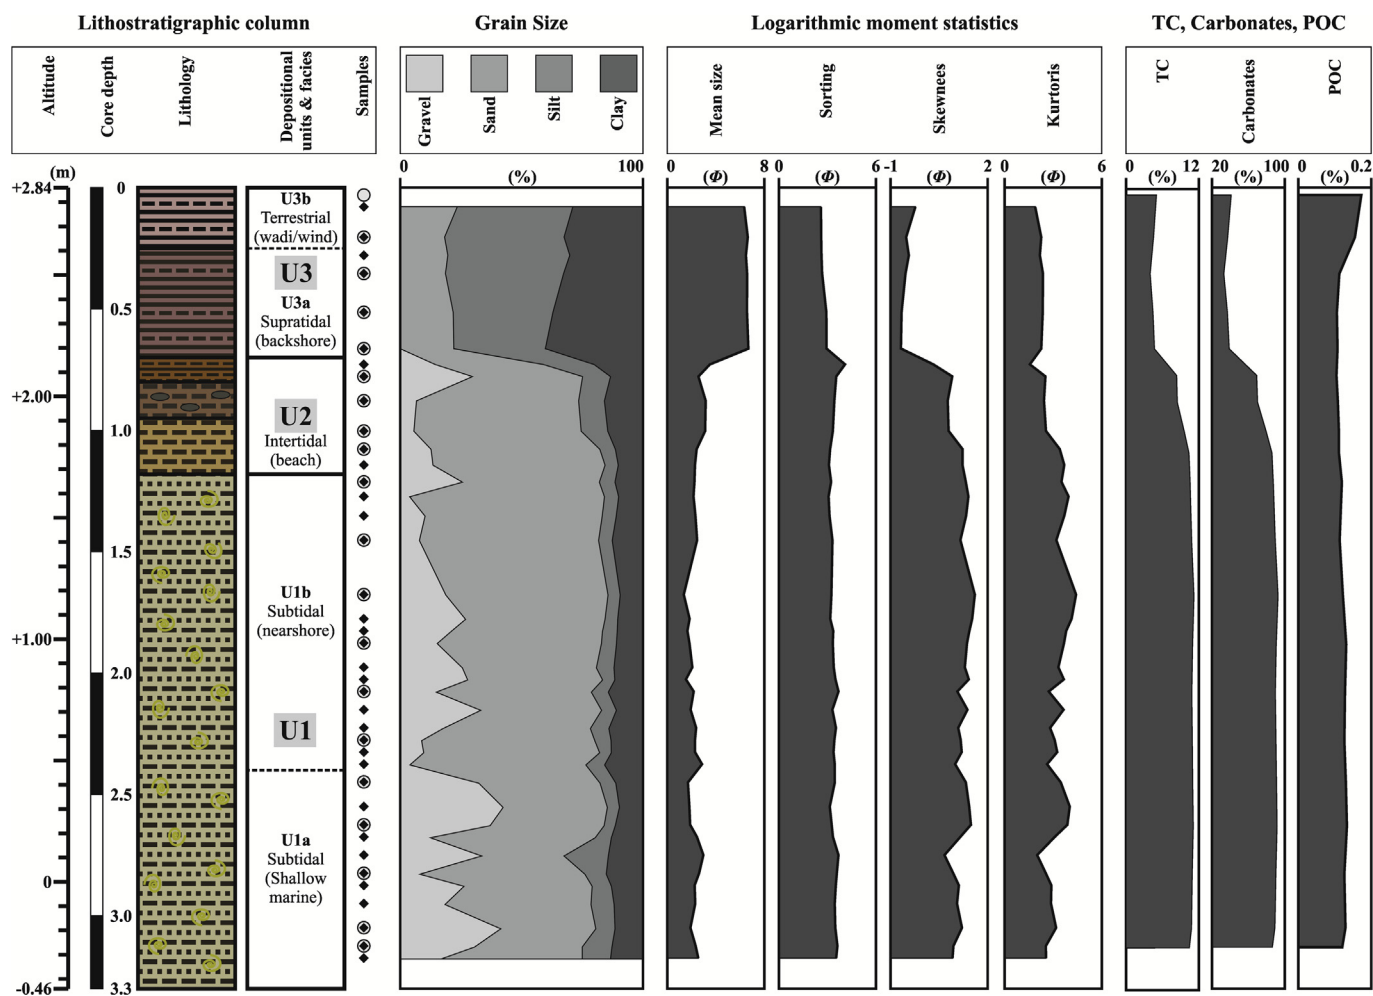 Lithostratigraphic column
Grain Size
Logarithmic moment statistics
TC, Carbonates, POC
Altitude
Core depth
Lithology
Depositional
units & facies
Samples
Gravel
Sand
Silt
Clay
Mean size
Sorting
Skewnees
Kurtoris
TC
Carbonates
POC
(m)
0 100
(%)
0 8
(Φ)
0 6
(Φ)
-1 2
(Φ)
0 6
(Φ)
0 12
(%)
20 100
(%)
0 0.2
(%)
+2.84
+2.00
+1.00
0
-0.46
0
0.5
1.0
1.5
2.0
2.5
3.0
3.3
U3b
Terrestrial
(wadi/wind)
U3
U3a
Supratidal
(backshore)
U2
Intertidal
(beach)
U1b
Subtidal
(nearshore)
U1
U1a
Subtidal
(Shallow
marine)